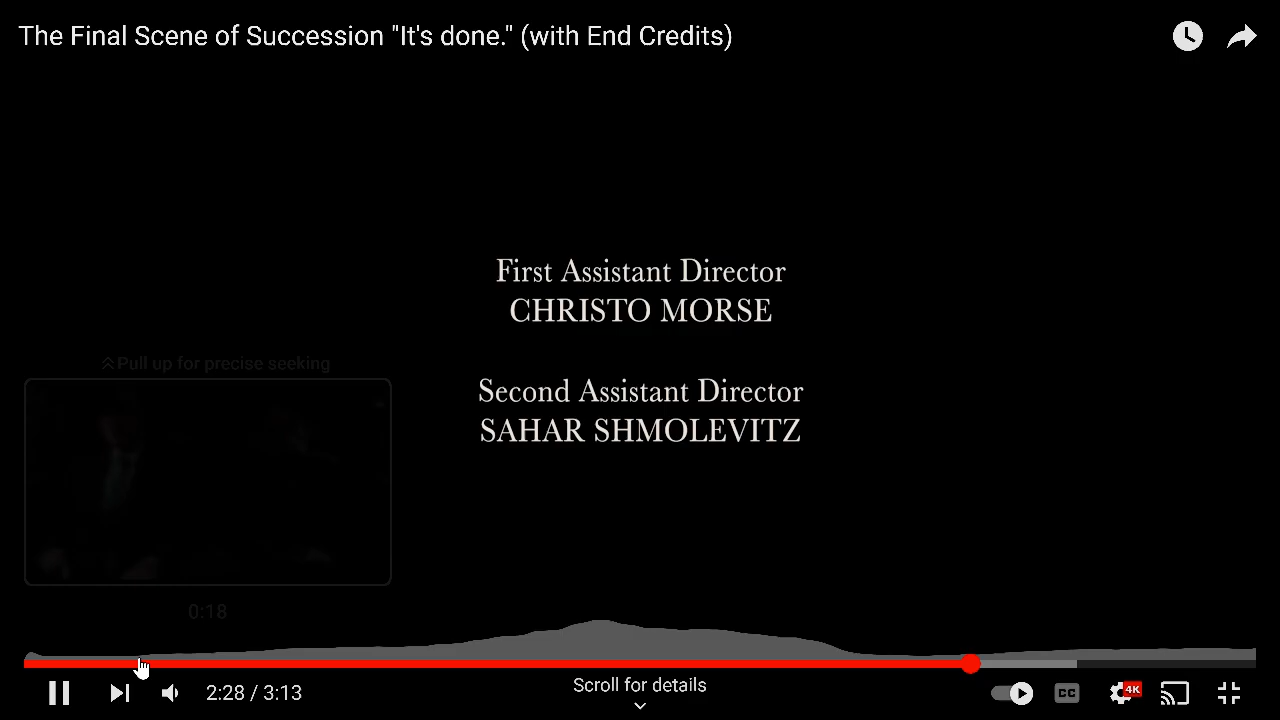 The Final Scene of Succession "It's done." (with End Credits)
First Assistant Director
CHRISTO MORSE
Second Assistant Director
SAHAR SHMOLEVITZ
Pull up for precise seeking
0:18
2:28 / 3:13
Scroll for details
CC
4K